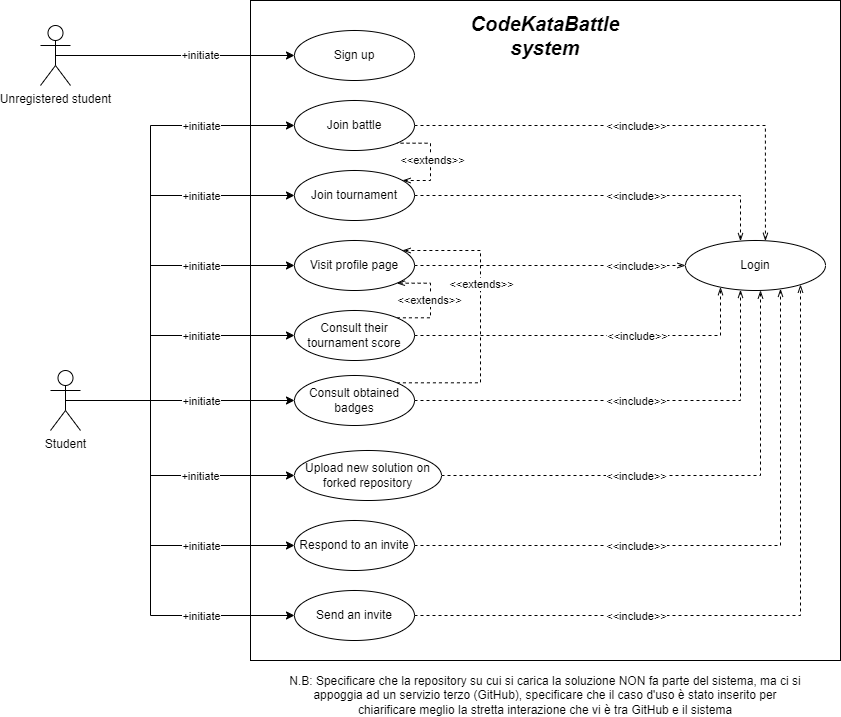 CodeKataBattle
system
+initiate
Sign up
Unregistered student
+initiate
Join battle
<<include>>
<<extends>>
+initiate
Join tournament
<<include>>
+initiate
Visit profile page
<<include>>
Login
<<extends>>
<<extends>>
+initiate
Consult their
tournament score
<<include>>
+initiate
Consult obtained
badges
<<include>>
Student
+initiate
Upload new solution on
forked repository
<<include>>
+initiate
Respond to an invite
<<include>>
+initiate
Send an invite
<<include>>
N.B: Specificare che la repository su cui si carica la soluzione NON fa parte del sistema, ma ci si
appoggia ad un servizio terzo (GitHub), specificare che il caso d'uso è stato inserito per
chiarificare meglio la stretta interazione che vi è tra GitHub e il sistema